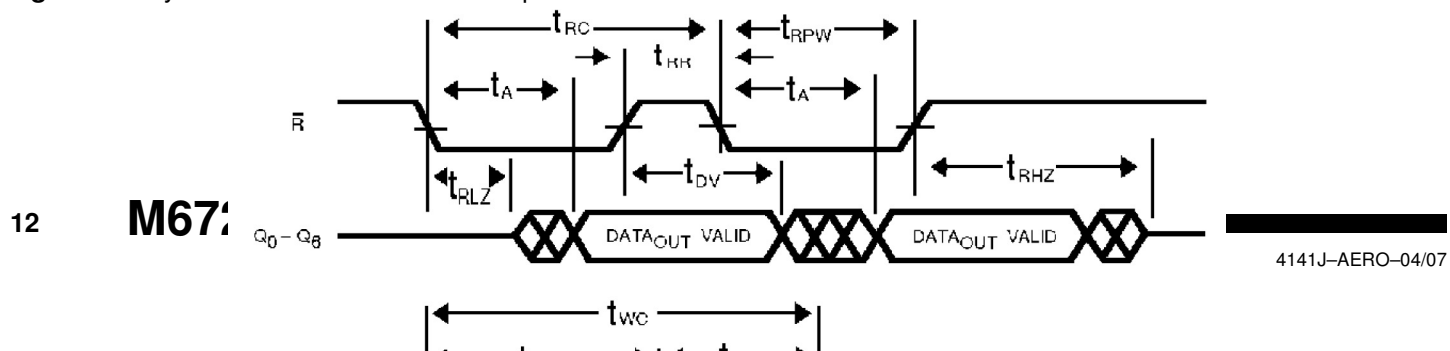 tRC
tRPW
tRR
tA
tA
R̄
tRLZ
tDV
tRHZ
12
M672
Q0 – Q8
DATAOUT VALID
DATAOUT VALID
4141J–AERO–04/07
tWC